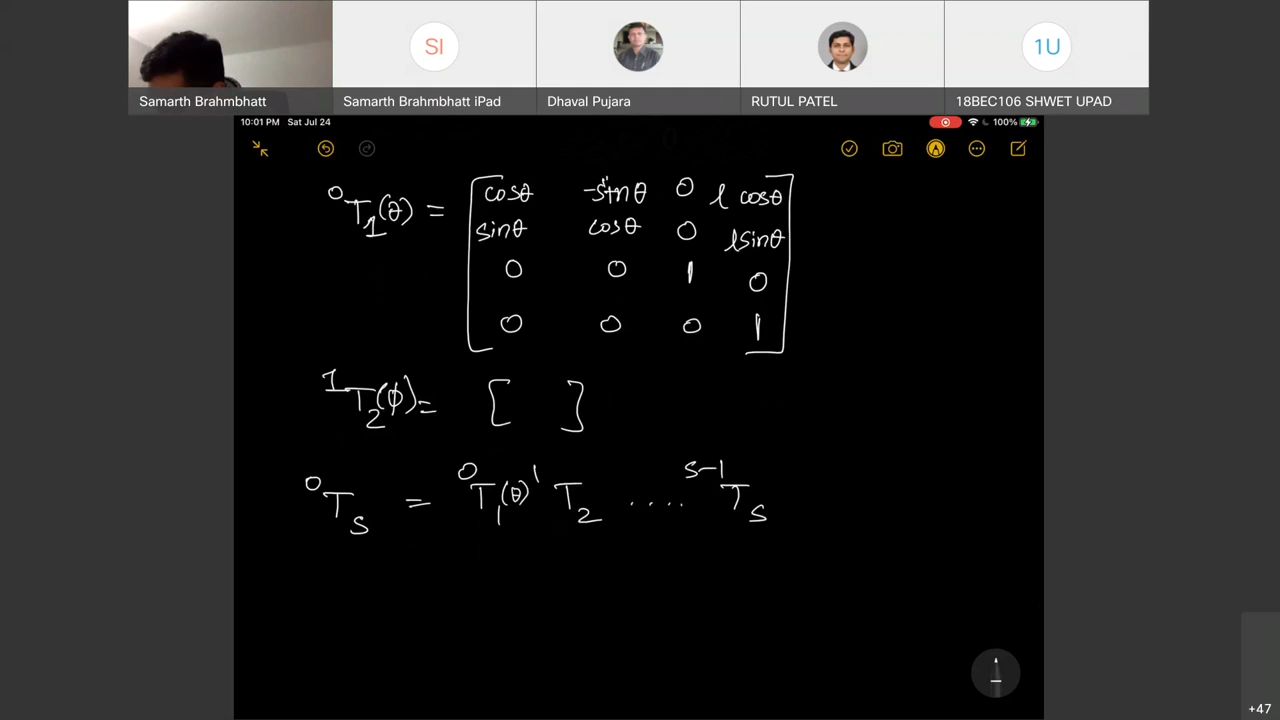 SI
1U
Samarth Brahmbhatt
Samarth Brahmbhatt iPad
Dhaval Pujara
RUTUL PATEL
18BEC106 SHWET UPAD
10:01 PM Sat Jul 24
100%
⁰T₁(θ) = [ cosθ -sinθ 0 l cosθ
sinθ cosθ 0 lsinθ
0 0 1 0
0 0 0 1 ]
¹T₂(φ) = [ ]
⁰Tₛ = ⁰T₁(θ) ¹T₂ .... ˢ⁻¹Tₛ
+47